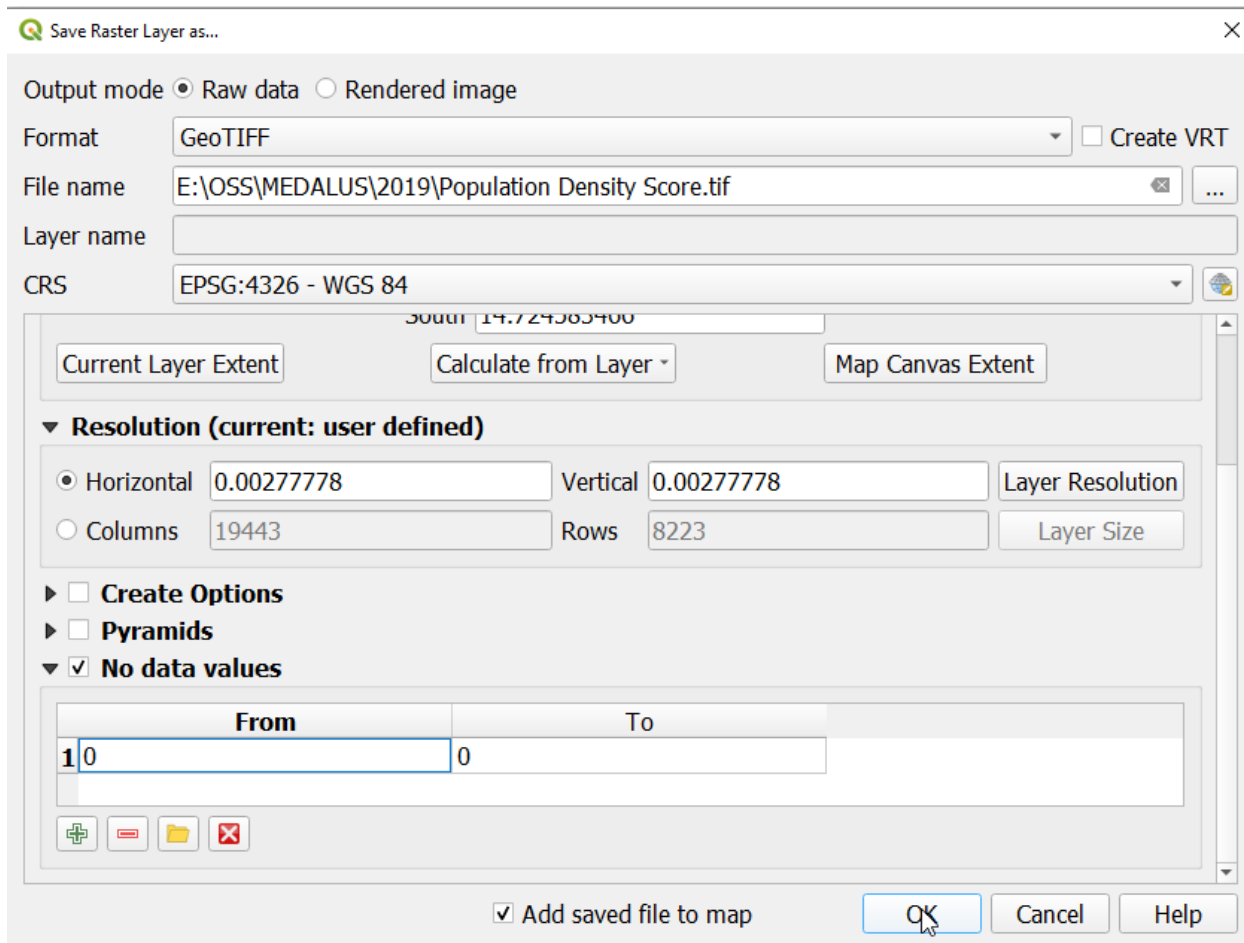 Save Raster Layer as...
Output mode Raw data Rendered image
Format GeoTIFF Create VRT
File name E:\OSS\MEDALUS\2019\Population Density Score.tif ...
Layer name
CRS EPSG:4326 - WGS 84
South 14.724583466
Current Layer Extent Calculate from Layer Map Canvas Extent
Resolution (current: user defined)
Horizontal 0.00277778 Vertical 0.00277778 Layer Resolution
Columns 19443 Rows 8223 Layer Size
Create Options
Pyramids
No data values
From To
1 0 0
Add saved file to map OK Cancel Help